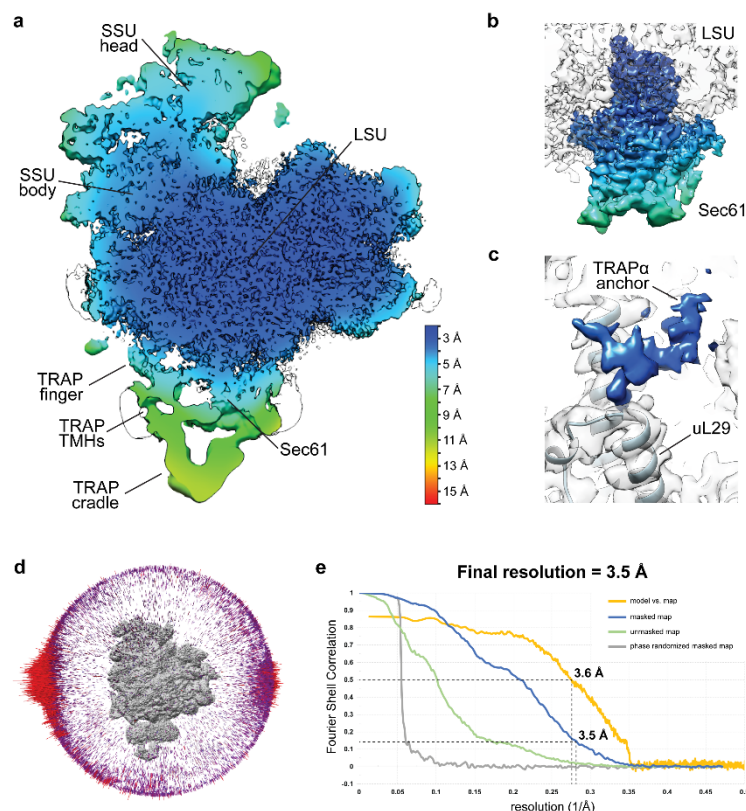 a
SSU
head
LSU
SSU
body
TRAP
finger
TRAP
TMHs
TRAP
cradle
Sec61
3 Å
5 Å
7 Å
9 Å
11 Å
13 Å
15 Å
b
LSU
Sec61
c
TRAPα
anchor
uL29
d
e
Final resolution = 3.5 Å
model vs. map
masked map
unmasked map
phase randomized masked map
3.6 Å
3.5 Å
Fourier Shell Correlation
1
0.9
0.8
0.7
0.6
0.5
0.4
0.3
0.2
0.1
0
-0.1
0
0.05
0.1
0.15
0.2
0.25
0.3
0.35
0.4
0.45
resolution (1/Å)